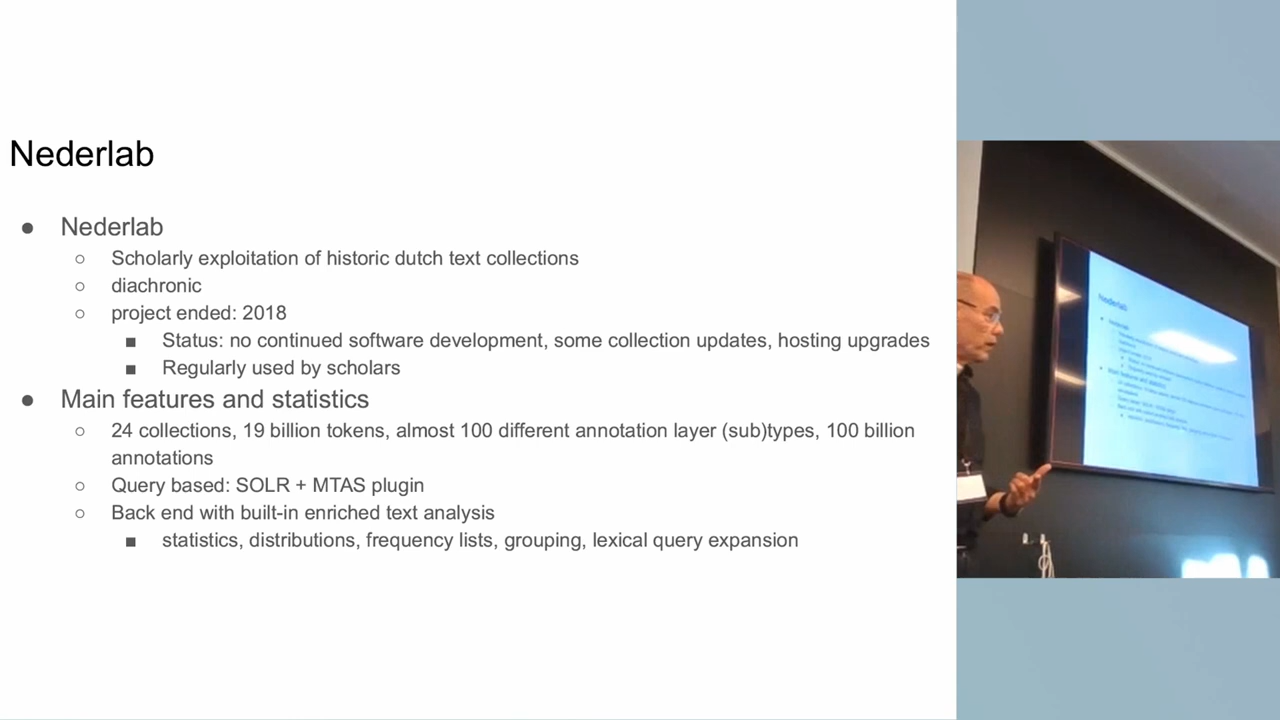 Nederlab
● Nederlab
○ Scholarly exploitation of historic dutch text collections
○ diachronic
○ project ended: 2018
■ Status: no continued software development, some collection updates, hosting upgrades
■ Regularly used by scholars
● Main features and statistics
○ 24 collections, 19 billion tokens, almost 100 different annotation layer (sub)types, 100 billion
annotations
○ Query based: SOLR + MTAS plugin
○ Back end with built-in enriched text analysis
■ statistics, distributions, frequency lists, grouping, lexical query expansion
Nederlab